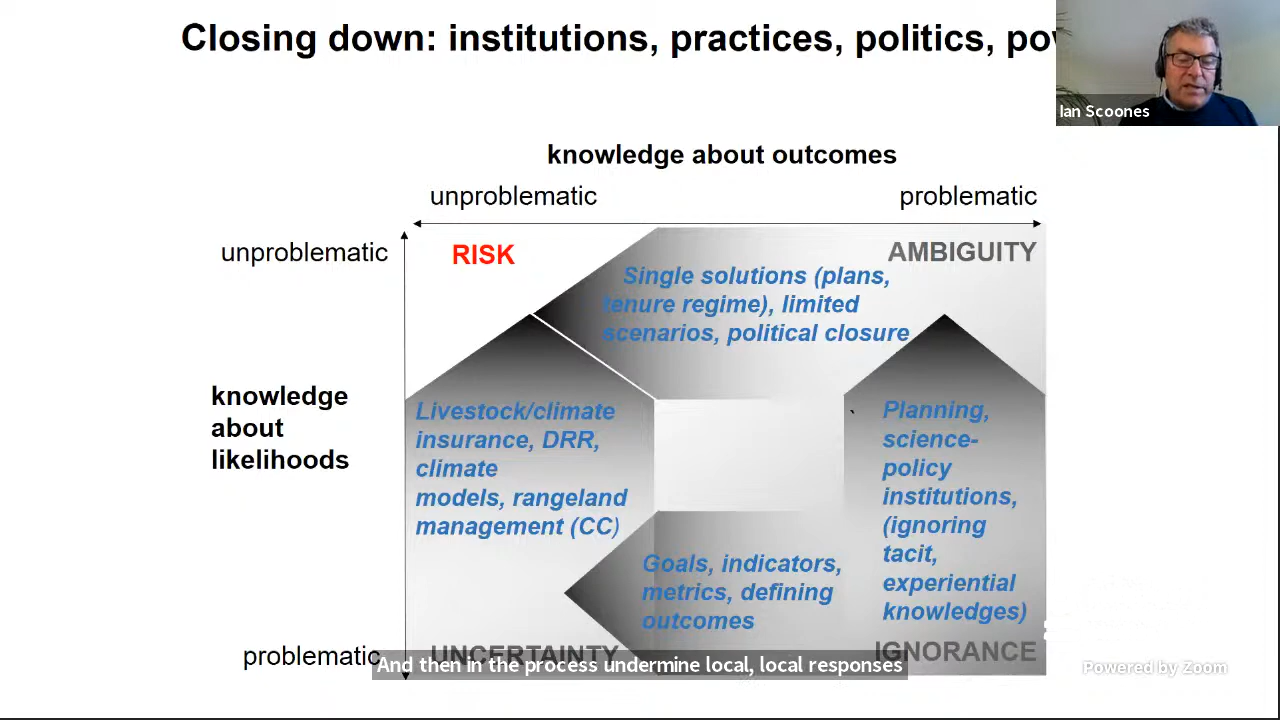 Closing down: institutions, practices, politics,
Ian Scoones
knowledge about outcomes
unproblematic
problematic
unproblematic
RISK
AMBIGUITY
Single solutions (plans,
tenure regime), limited
scenarios, political closure
knowledge
about
likelihoods
Livestock/climate
insurance, DRR,
climate
models, rangeland
management (CC)
Planning,
science-
policy
institutions,
(ignoring
tacit,
experiential
knowledges)
Goals, indicators,
metrics, defining
outcomes
problematic
UNCERTAINTY
IGNORANCE
And then in the process undermine local, local responses
Powered by Zoom